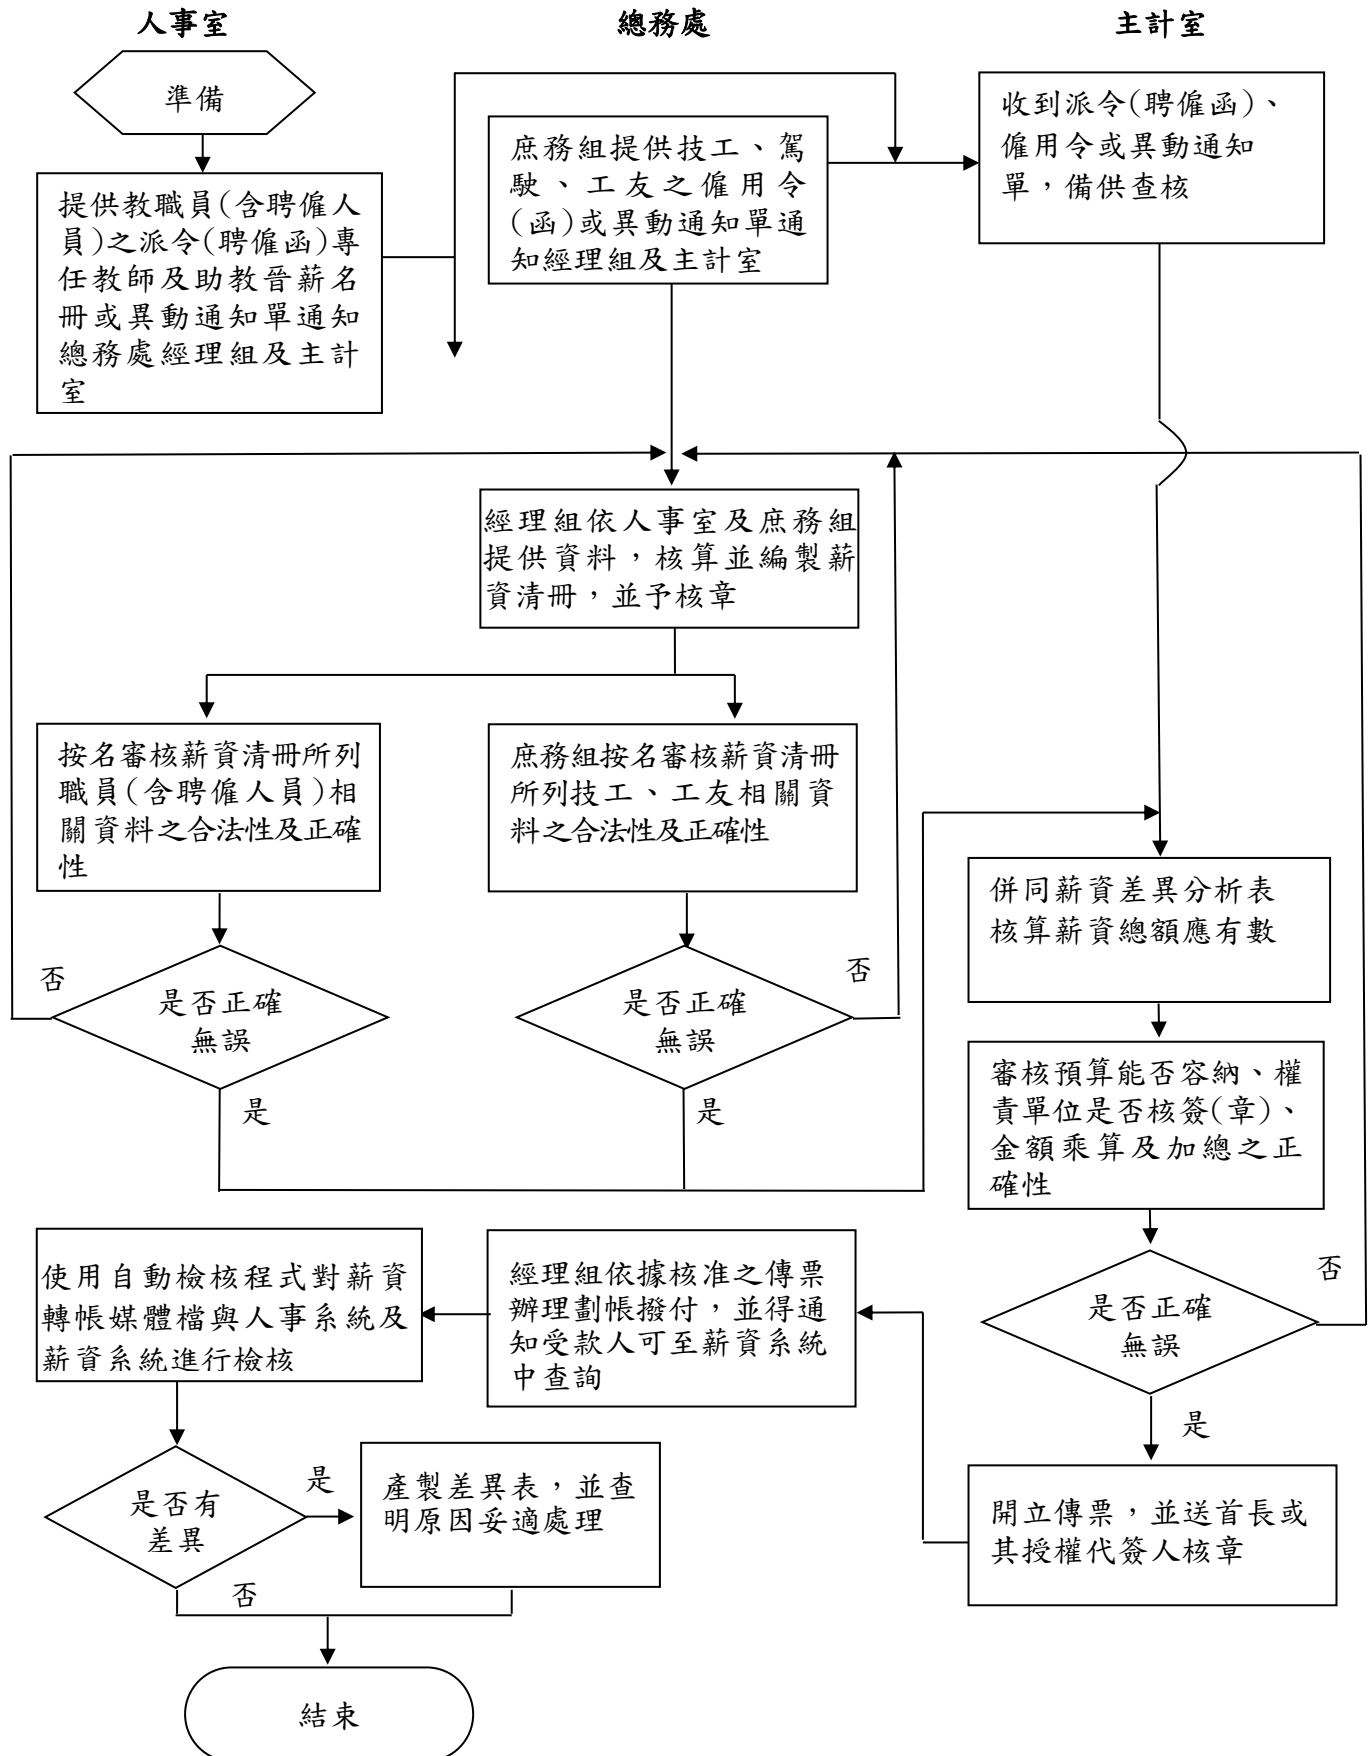 人事室
總務處
主計室
準備
提供教職員(含聘僱人
員)之派令(聘僱函)專
任教師及助教晉薪名
冊或異動通知單通知
總務處經理組及主計
室
庶務組提供技工、駕
駛、工友之僱用令
(函)或異動通知單通
知經理組及主計室
收到派令(聘僱函)、
僱用令或異動通知
單，備供查核
經理組依人事室及庶務組
提供資料，核算並編製薪
資清冊，並予核章
按名審核薪資清冊所列
職員(含聘僱人員)相
關資料之合法性及正確
性
庶務組按名審核薪資清冊
所列技工、工友相關資
料之合法性及正確性
併同薪資差異分析表
核算薪資總額應有數
否
是否正確
無誤
是
是否正確
無誤
否
是
審核預算能否容納、權
責單位是否核簽(章)、
金額乘算及加總之正
確性
是否正確
無誤
否
是
開立傳票，並送首長或
其授權代簽人核章
經理組依據核准之傳票
辦理劃帳撥付，並得通
知受款人可至薪資系統
中查詢
使用自動檢核程式對薪資
轉帳媒體檔與人事系統及
薪資系統進行檢核
是否有
差異
是
產製差異表，並查
明原因妥適處理
否
結束